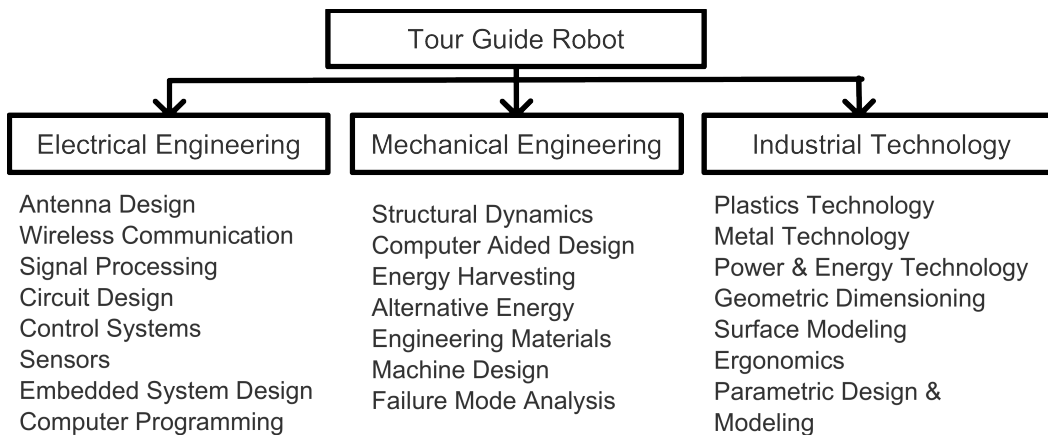 Tour Guide Robot
Electrical Engineering
Antenna Design
Wireless Communication
Signal Processing
Circuit Design
Control Systems
Sensors
Embedded System Design
Computer Programming
Mechanical Engineering
Structural Dynamics
Computer Aided Design
Energy Harvesting
Alternative Energy
Engineering Materials
Machine Design
Failure Mode Analysis
Industrial Technology
Plastics Technology
Metal Technology
Power & Energy Technology
Geometric Dimensioning
Surface Modeling
Ergonomics
Parametric Design &
Modeling